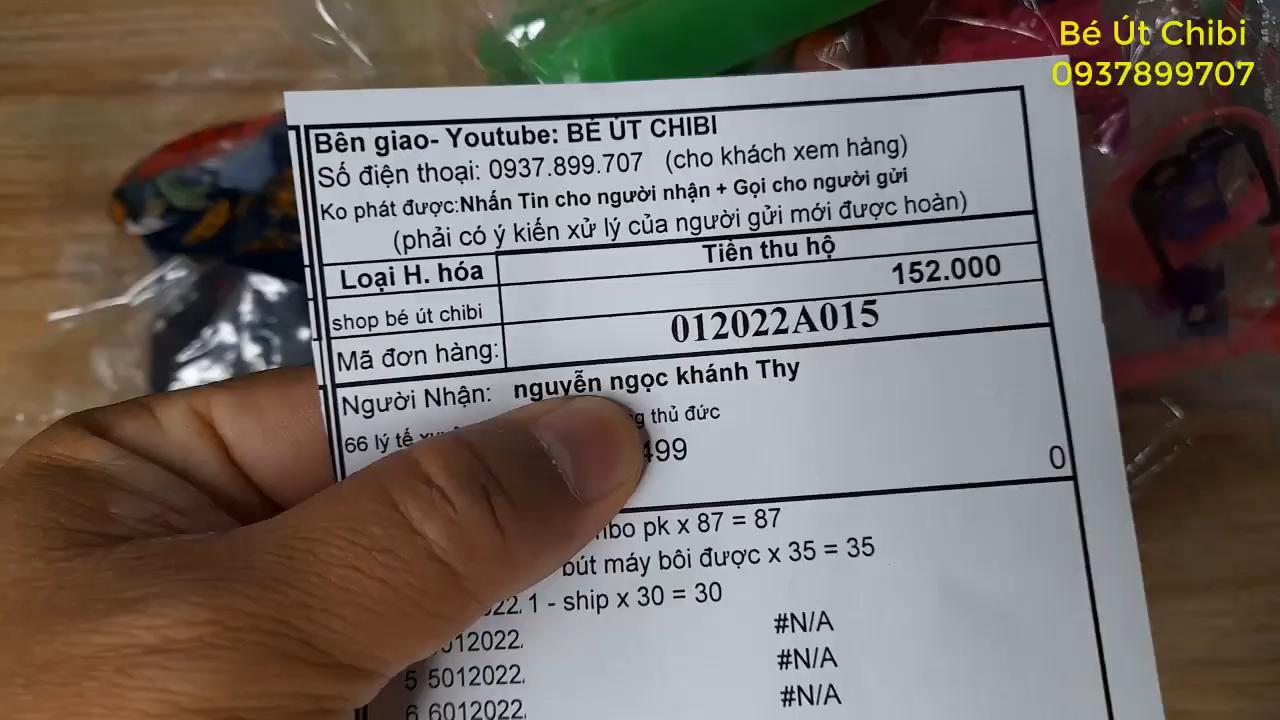 Bé Út Chibi
0937899707
Bên giao- Youtube: BÉ ÚT CHIBI
Số điện thoại: 0937.899.707 (cho khách xem hàng)
Ko phát được:Nhắn Tin cho người nhận + Gọi cho người gửi
(phải có ý kiến xử lý của người gửi mới được hoàn)
Loại H. hóa
Tiền thu hộ
shop bé út chibi
152.000
Mã đơn hàng:
012022A015
Người Nhận: nguyễn ngọc khánh Thy
66 lý tế thủ đức
499
0
pk x 87 = 87
bút máy bôi được x 35 = 35
1 - ship x 30 = 30
#N/A
5 5012022.
#N/A
6 6012022.
#N/A